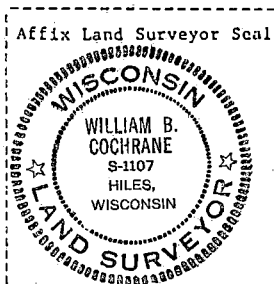 Affix Land Surveyor Seal
WISCONSIN
WILLIAM B.
COCHRANE
S-1107
HILES,
WISCONSIN
LAND SURVEYOR